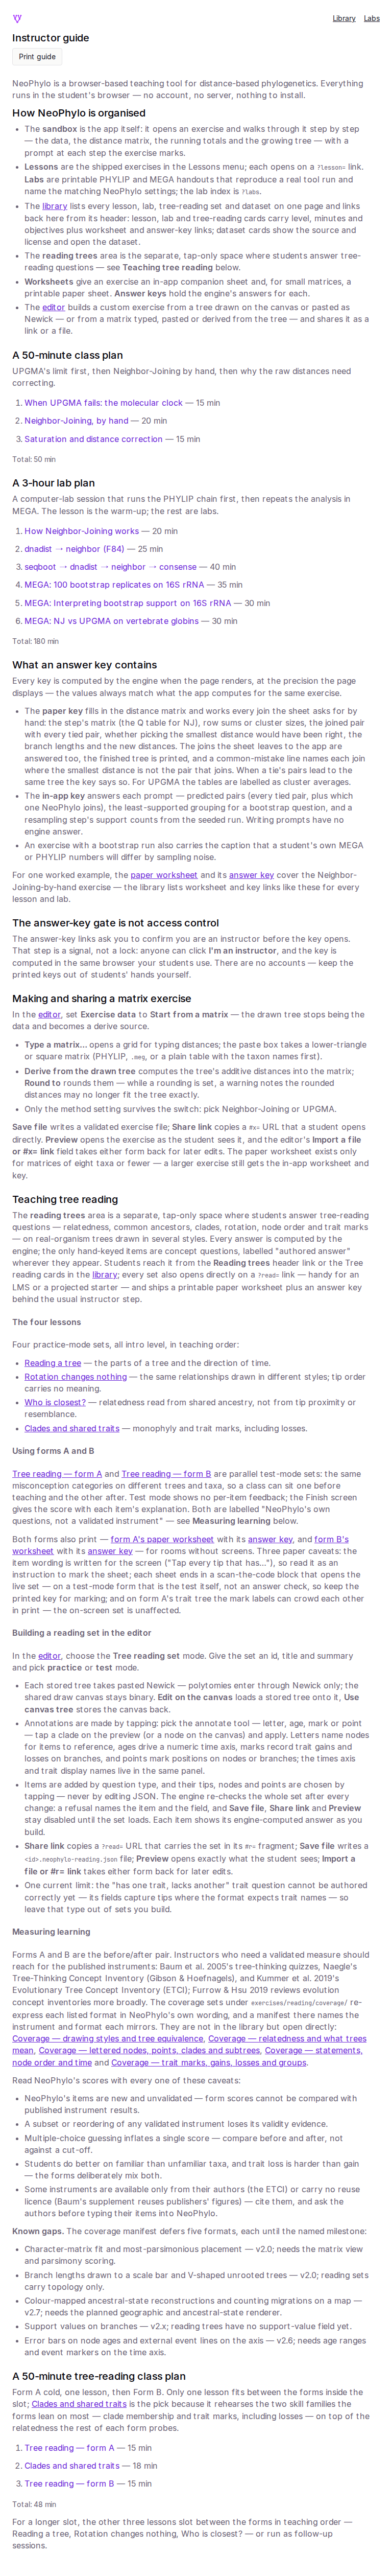 Library Labs
Instructor guide
Print guide
NeoPhylo is a browser-based teaching tool for distance-based phylogenetics. Everything
runs in the student's browser — no account, no server, nothing to install.
How NeoPhylo is organised
• The sandbox is the app itself: it opens an exercise and walks through it step by step
— the data, the distance matrix, the running totals and the growing tree — with a
prompt at each step the exercise marks.
• Lessons are the shipped exercises in the Lessons menu; each opens on a ?lesson= link.
Labs are printable PHYLIP and MEGA handouts that reproduce a real tool run and
name the matching NeoPhylo settings; the lab index is ?labs.
• The library lists every lesson, lab, tree-reading set and dataset on one page and links
back here from its header: lesson, lab and tree-reading cards carry level, minutes and
objectives plus worksheet and answer-key links; dataset cards show the source and
license and open the dataset.
• The reading trees area is the separate, tap-only space where students answer tree-
reading questions — see Teaching tree reading below.
• Worksheets give an exercise an in-app companion sheet and, for small matrices, a
printable paper sheet. Answer keys hold the engine's answers for each.
• The editor builds a custom exercise from a tree drawn on the canvas or pasted as
Newick — or from a matrix typed, pasted or derived from the tree — and shares it as a
link or a file.
A 50-minute class plan
UPGMA's limit first, then Neighbor-Joining by hand, then why the raw distances need
correcting.
1. When UPGMA fails: the molecular clock — 15 min
2. Neighbor-Joining, by hand — 20 min
3. Saturation and distance correction — 15 min
Total: 50 min
A 3-hour lab plan
A computer-lab session that runs the PHYLIP chain first, then repeats the analysis in
MEGA. The lesson is the warm-up; the rest are labs.
1. How Neighbor-Joining works — 20 min
2. dnadist → neighbor (F84) — 25 min
3. seqboot → dnadist → neighbor → consense — 40 min
4. MEGA: 100 bootstrap replicates on 16S rRNA — 35 min
5. MEGA: Interpreting bootstrap support on 16S rRNA — 30 min
6. MEGA: NJ vs UPGMA on vertebrate globins — 30 min
Total: 180 min
What an answer key contains
Every key is computed by the engine when the page renders, at the precision the page
displays — the values always match what the app computes for the same exercise.
• The paper key fills in the distance matrix and works every join the sheet asks for by
hand: the step's matrix (the Q table for NJ), row sums or cluster sizes, the joined pair
with every tied pair, whether picking the smallest distance would have been right, the
branch lengths and the new distances. The joins the sheet leaves to the app are
answered too, the finished tree is printed, and a common-mistake line names each join
where the smallest distance is not the pair that joins. When a tie's pairs lead to the
same tree the key says so. For UPGMA the tables are labelled as cluster averages.
• The in-app key answers each prompt — predicted pairs (every tied pair, plus which
one NeoPhylo joins), the least-supported grouping for a bootstrap question, and a
resampling step's support counts from the seeded run. Writing prompts have no
engine answer.
• An exercise with a bootstrap run also carries the caption that a student's own MEGA
or PHYLIP numbers will differ by sampling noise.
For one worked example, the paper worksheet and its answer key cover the Neighbor-
Joining-by-hand exercise — the library lists worksheet and key links like these for every
lesson and lab.
The answer-key gate is not access control
The answer-key links ask you to confirm you are an instructor before the key opens.
That step is a signal, not a lock: anyone can click I'm an instructor, and the key is
computed in the same browser your students use. There are no accounts — keep the
printed keys out of students' hands yourself.
Making and sharing a matrix exercise
In the editor, set Exercise data to Start from a matrix — the drawn tree stops being the
data and becomes a derive source.
• Type a matrix… opens a grid for typing distances; the paste box takes a lower-triangle
or square matrix (PHYLIP, .meg, or a plain table with the taxon names first).
• Derive from the drawn tree computes the tree's additive distances into the matrix;
Round to rounds them — while a rounding is set, a warning notes the rounded
distances may no longer fit the tree exactly.
• Only the method setting survives the switch: pick Neighbor-Joining or UPGMA.
Save file writes a validated exercise file; Share link copies a #x= URL that a student opens
directly. Preview opens the exercise as the student sees it, and the editor's Import a file
or #x= link field takes either form back for later edits. The paper worksheet exists only
for matrices of eight taxa or fewer — a larger exercise still gets the in-app worksheet and
key.
Teaching tree reading
The reading trees area is a separate, tap-only space where students answer tree-reading
questions — relatedness, common ancestors, clades, rotation, node order and trait marks
— on real-organism trees drawn in several styles. Every answer is computed by the
engine; the only hand-keyed items are concept questions, labelled "authored answer"
wherever they appear. Students reach it from the Reading trees header link or the Tree
reading cards in the library; every set also opens directly on a ?read= link — handy for an
LMS or a projected starter — and ships a printable paper worksheet plus an answer key
behind the usual instructor step.
The four lessons
Four practice-mode sets, all intro level, in teaching order:
• Reading a tree — the parts of a tree and the direction of time.
• Rotation changes nothing — the same relationships drawn in different styles; tip order
carries no meaning.
• Who is closest? — relatedness read from shared ancestry, not from tip proximity or
resemblance.
• Clades and shared traits — monophyly and trait marks, including losses.
Using forms A and B
Tree reading — form A and Tree reading — form B are parallel test-mode sets: the same
misconception categories on different trees and taxa, so a class can sit one before
teaching and the other after. Test mode shows no per-item feedback; the Finish screen
gives the score with each item's explanation. Both are labelled "NeoPhylo's own
questions, not a validated instrument" — see Measuring learning below.
Both forms also print — form A's paper worksheet with its answer key, and form B's
worksheet with its answer key — for rooms without screens. Three paper caveats: the
item wording is written for the screen ("Tap every tip that has…"), so read it as an
instruction to mark the sheet; each sheet ends in a scan-the-code block that opens the
live set — on a test-mode form that is the test itself, not an answer check, so keep the
printed key for marking; and on form A's trait tree the mark labels can crowd each other
in print — the on-screen set is unaffected.
Building a reading set in the editor
In the editor, choose the Tree reading set mode. Give the set an id, title and summary
and pick practice or test mode.
• Each stored tree takes pasted Newick — polytomies enter through Newick only; the
shared draw canvas stays binary. Edit on the canvas loads a stored tree onto it, Use
canvas tree stores the canvas back.
• Annotations are made by tapping: pick the annotate tool — letter, age, mark or point
— tap a clade on the preview (or a node on the canvas) and apply. Letters name nodes
for items to reference, ages drive a numeric time axis, marks record trait gains and
losses on branches, and points mark positions on nodes or branches; the times axis
and trait display names live in the same panel.
• Items are added by question type, and their tips, nodes and points are chosen by
tapping — never by editing JSON. The engine re-checks the whole set after every
change: a refusal names the item and the field, and Save file, Share link and Preview
stay disabled until the set loads. Each item shows its engine-computed answer as you
build.
• Share link copies a ?read= URL that carries the set in its #r= fragment; Save file writes a
<id>.neophylo-reading.json file; Preview opens exactly what the student sees; Import a
file or #r= link takes either form back for later edits.
• One current limit: the "has one trait, lacks another" trait question cannot be authored
correctly yet — its fields capture tips where the format expects trait names — so
leave that type out of sets you build.
Measuring learning
Forms A and B are the before/after pair. Instructors who need a validated measure should
reach for the published instruments: Baum et al. 2005's tree-thinking quizzes, Naegle's
Tree-Thinking Concept Inventory (Gibson & Hoefnagels), and Kummer et al. 2019's
Evolutionary Tree Concept Inventory (ETCI); Furrow & Hsu 2019 reviews evolution
concept inventories more broadly. The coverage sets under exercises/reading/coverage/ re-
express each listed format in NeoPhylo's own wording, and a manifest there names the
instrument and format each mirrors. They are not in the library but open directly:
Coverage — drawing styles and tree equivalence, Coverage — relatedness and what trees
mean, Coverage — lettered nodes, points, clades and subtrees, Coverage — statements,
node order and time and Coverage — trait marks, gains, losses and groups.
Read NeoPhylo's scores with every one of these caveats:
• NeoPhylo's items are new and unvalidated — form scores cannot be compared with
published instrument results.
• A subset or reordering of any validated instrument loses its validity evidence.
• Multiple-choice guessing inflates a single score — compare before and after, not
against a cut-off.
• Students do better on familiar than unfamiliar taxa, and trait loss is harder than gain
— the forms deliberately mix both.
• Some instruments are available only from their authors (the ETCI) or carry no reuse
licence (Baum's supplement reuses publishers' figures) — cite them, and ask the
authors before typing their items into NeoPhylo.
Known gaps. The coverage manifest defers five formats, each until the named milestone:
• Character-matrix fit and most-parsimonious placement — v2.0; needs the matrix view
and parsimony scoring.
• Branch lengths drawn to a scale bar and V-shaped unrooted trees — v2.0; reading sets
carry topology only.
• Colour-mapped ancestral-state reconstructions and counting migrations on a map —
v2.7; needs the planned geographic and ancestral-state renderer.
• Support values on branches — v2.x; reading trees have no support-value field yet.
• Error bars on node ages and external event lines on the axis — v2.6; needs age ranges
and event markers on the time axis.
A 50-minute tree-reading class plan
Form A cold, one lesson, then Form B. Only one lesson fits between the forms inside the
slot; Clades and shared traits is the pick because it rehearses the two skill families the
forms lean on most — clade membership and trait marks, including losses — on top of the
relatedness the rest of each form probes.
1. Tree reading — form A — 15 min
2. Clades and shared traits — 18 min
3. Tree reading — form B — 15 min
Total: 48 min
For a longer slot, the other three lessons slot between the forms in teaching order —
Reading a tree, Rotation changes nothing, Who is closest? — or run as follow-up
sessions.